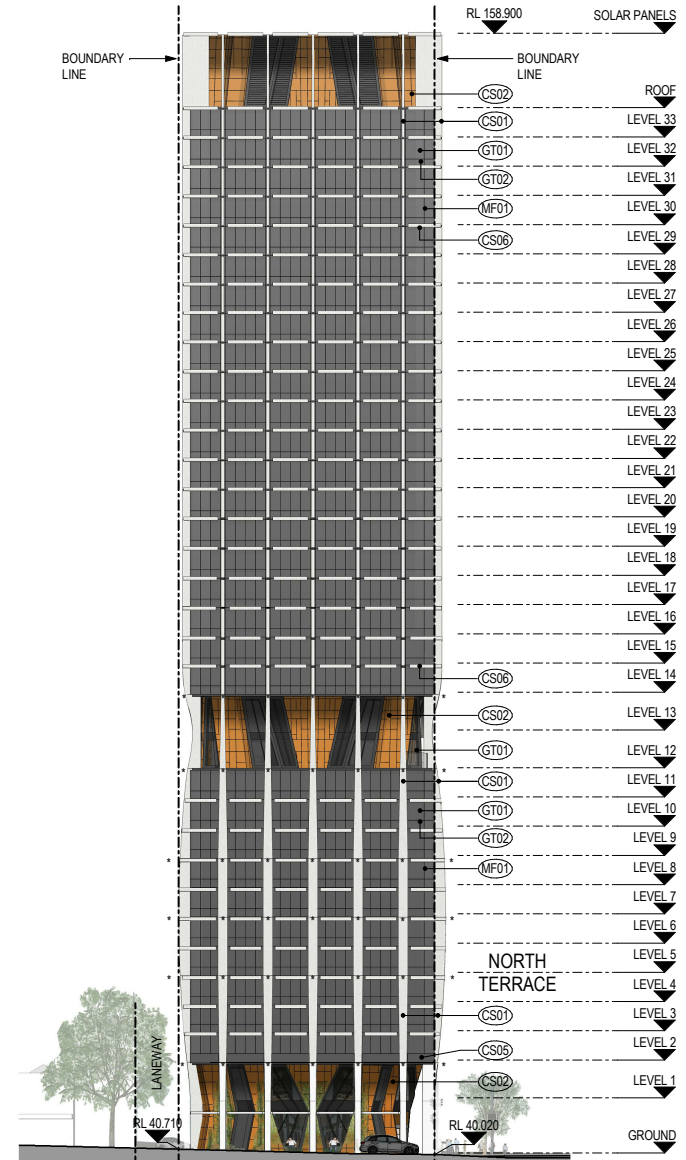 RL 158.900
SOLAR PANELS
BOUNDARY
LINE
BOUNDARY
LINE
CS02
ROOF
CS01
LEVEL 33
GT01
LEVEL 32
GT02
LEVEL 31
MF01
LEVEL 30
CS06
LEVEL 29
LEVEL 28
LEVEL 27
LEVEL 26
LEVEL 25
LEVEL 24
LEVEL 23
LEVEL 22
LEVEL 21
LEVEL 20
LEVEL 19
LEVEL 18
LEVEL 17
LEVEL 16
LEVEL 15
CS06
LEVEL 14
CS02
LEVEL 13
GT01
LEVEL 12
CS01
LEVEL 11
GT01
LEVEL 10
GT02
LEVEL 9
MF01
LEVEL 8
LEVEL 7
LEVEL 6
NORTH
TERRACE
LEVEL 5
LEVEL 4
CS01
LEVEL 3
CS05
LEVEL 2
CS02
LEVEL 1
LANEWAY
RL 40.710
RL 40.020
GROUND